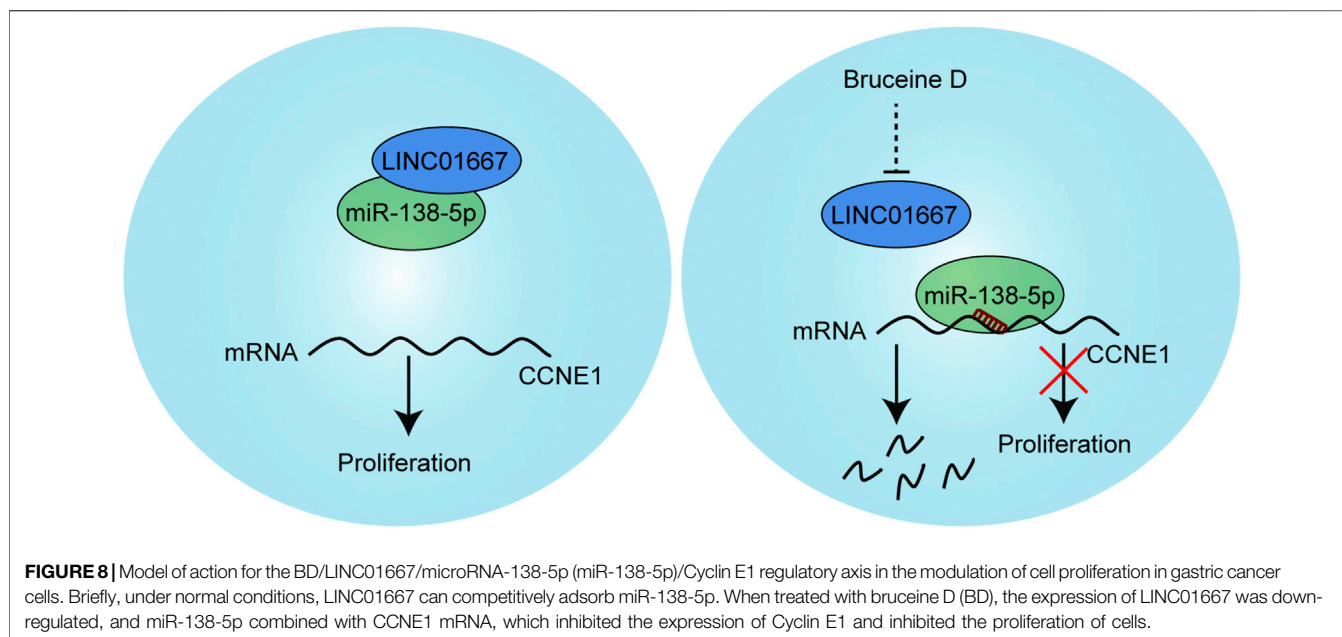 LINC01667
miR-138-5p
mRNA
CCNE1
Proliferation
Bruceine D
LINC01667
miR-138-5p
mRNA
CCNE1
Proliferation
FIGURE 8 | Model of action for the BD/LINC01667/microRNA-138-5p (miR-138-5p)/Cyclin E1 regulatory axis in the modulation of cell proliferation in gastric cancer
cells. Briefly, under normal conditions, LINC01667 can competitively adsorb miR-138-5p. When treated with bruceine D (BD), the expression of LINC01667 was down-
regulated, and miR-138-5p combined with CCNE1 mRNA, which inhibited the expression of Cyclin E1 and inhibited the proliferation of cells.